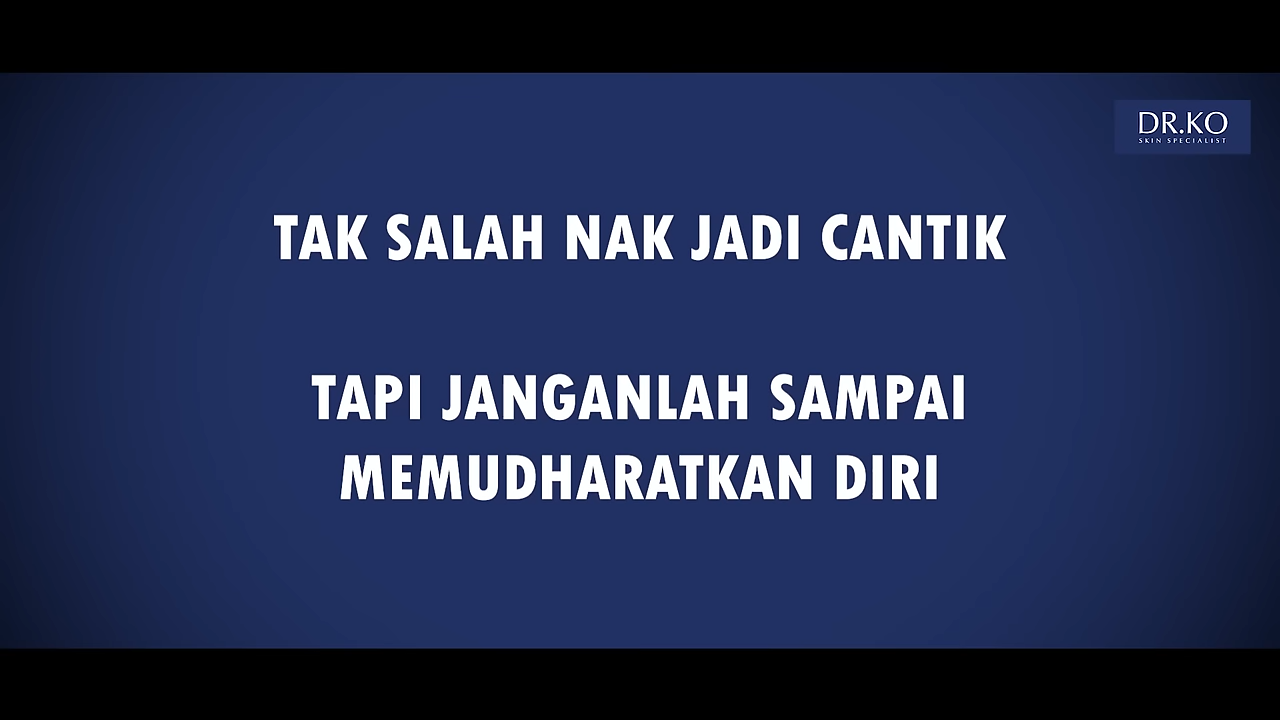 DR.KO
SKIN SPECIALIST
TAK SALAH NAK JADI CANTIK
TAPI JANGANLAH SAMPAI
MEMUDHARATKAN DIRI